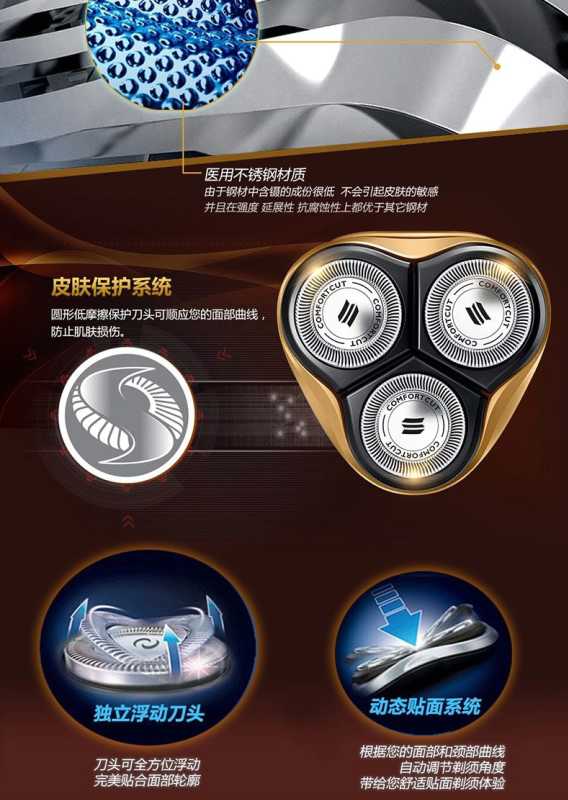 医用不锈钢材质
由于钢材中含镊的成份很低 不会引起皮肤的敏感
并且在强度 延展性 抗腐蚀性上都优于其它钢材
皮肤保护系统
圆形低摩擦保护刀头可顺应您的面部曲线，
防止肌肤损伤。
COMFORTCUT
COMFORTCUT
COMFORTCUT
COMFORTCUT
COMFORTCUT
COMFORTCUT
独立浮动刀头
刀头可全方位浮动
完美贴合面部轮廓
动态贴面系统
根据您的面部和颈部曲线
自动调节剃须角度
带给您舒适贴面剃须体验